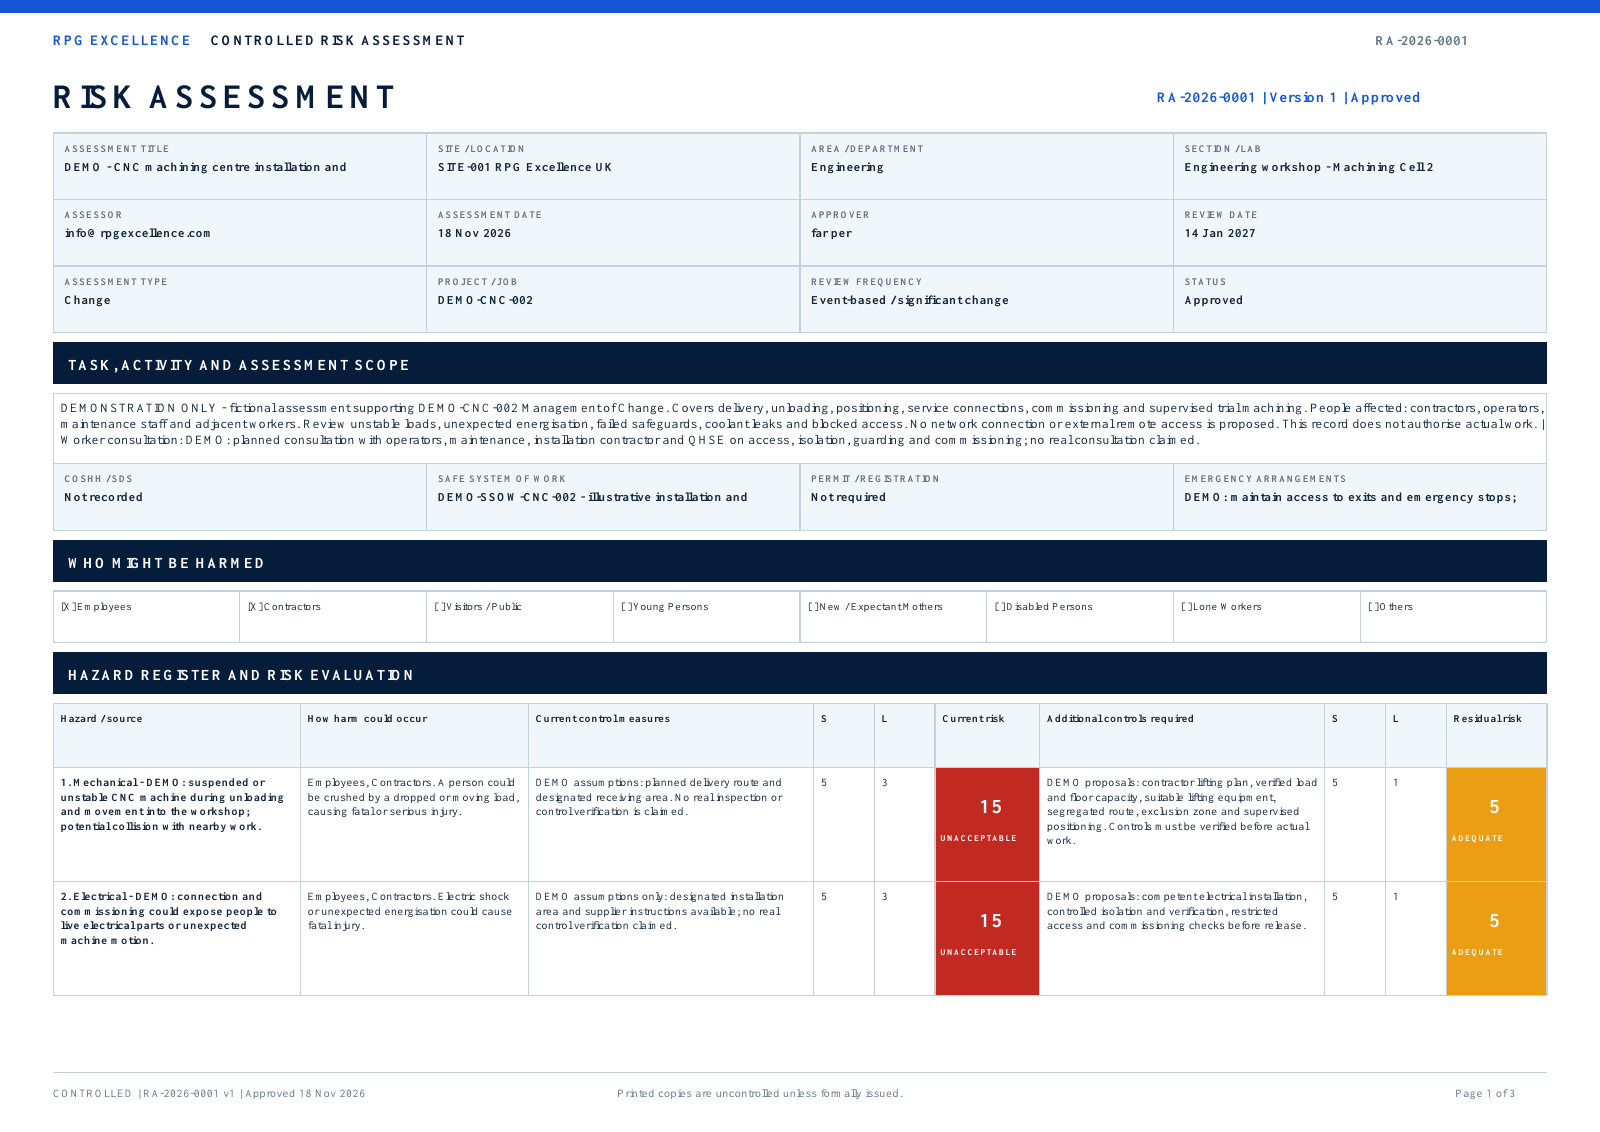 RPG EXCELLENCE CONTROLLED RISK ASSESSMENT
RA-2026-0001
RISK ASSESSMENT
RA-2026-0001 | Version 1 | Approved
ASSESSMENT TITLE
DEMO - CNC machining centre installation and
SITE / LOCATION
SITE-001 RPG Excellence UK
AREA / DEPARTMENT
Engineering
SECTION / LAB
Engineering workshop - Machining Cell 2
ASSESSOR
info@rpgexcellence.com
ASSESSMENT DATE
18 Nov 2026
APPROVER
far per
REVIEW DATE
14 Jan 2027
ASSESSMENT TYPE
Change
PROJECT / JOB
DEMO-CNC-002
REVIEW FREQUENCY
Event-based / significant change
STATUS
Approved
TASK, ACTIVITY AND ASSESSMENT SCOPE
DEMONSTRATION ONLY - fictional assessment supporting DEMO-CNC-002 Management of Change. Covers delivery, unloading, positioning, service connections, commissioning and supervised trial machining. People affected: contractors, operators,
maintenance staff and adjacent workers. Review unstable loads, unexpected energisation, failed safeguards, coolant leaks and blocked access. No network connection or external remote access is proposed. This record does not authorise actual work. |
Worker consultation: DEMO: planned consultation with operators, maintenance, installation contractor and QHSE on access, isolation, guarding and commissioning; no real consultation claimed.
COSHH / SDS
Not recorded
SAFE SYSTEM OF WORK
DEMO-SSOW-CNC-002 - illustrative installation and
PERMIT / REGISTRATION
Not required
EMERGENCY ARRANGEMENTS
DEMO: maintain access to exits and emergency stops;
WHO MIGHT BE HARMED
[X] Employees
[X] Contractors
[ ] Visitors / Public
[ ] Young Persons
[ ] New / Expectant Mothers
[ ] Disabled Persons
[ ] Lone Workers
[ ] Others
HAZARD REGISTER AND RISK EVALUATION
Hazard / source
How harm could occur
Current control measures
S
L
Current risk
Additional controls required
S
L
Residual risk
1. Mechanical - DEMO: suspended or
unstable CNC machine during unloading
and movement into the workshop;
potential collision with nearby work.
Employees, Contractors. A person could
be crushed by a dropped or moving load,
causing fatal or serious injury.
DEMO assumptions: planned delivery route and
designated receiving area. No real inspection or
control verification is claimed.
5
3
15
UNACCEPTABLE
DEMO proposals: contractor lifting plan, verified load
and floor capacity, suitable lifting equipment,
segregated route, exclusion zone and supervised
positioning. Controls must be verified before actual
work.
5
1
5
ADEQUATE
2. Electrical - DEMO: connection and
commissioning could expose people to
live electrical parts or unexpected
machine motion.
Employees, Contractors. Electric shock
or unexpected energisation could cause
fatal injury.
DEMO assumptions only: designated installation
area and supplier instructions available; no real
control verification claimed.
5
3
15
UNACCEPTABLE
DEMO proposals: competent electrical installation,
controlled isolation and verification, restricted
access and commissioning checks before release.
5
1
5
ADEQUATE
CONTROLLED | RA-2026-0001 v1 | Approved 18 Nov 2026
Printed copies are uncontrolled unless formally issued.
Page 1 of 3